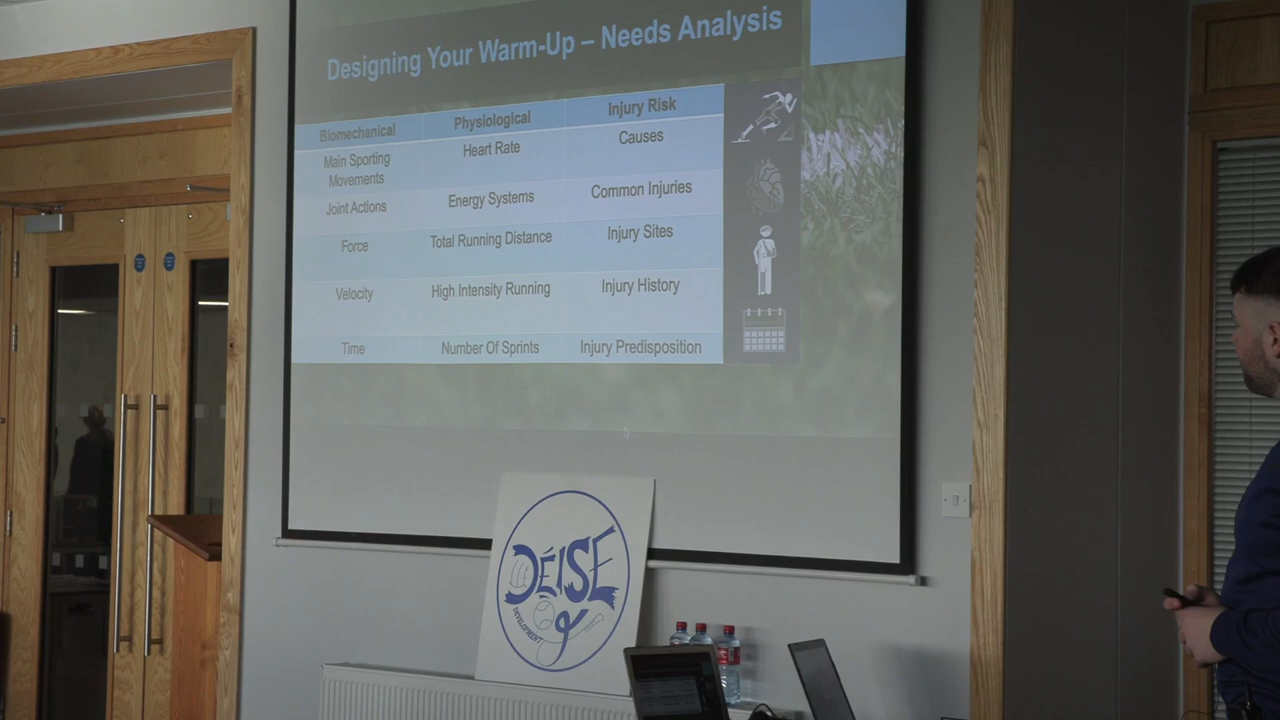 Designing Your Warm-Up – Needs Analysis
Biomechanical Physiological Injury Risk
Main Sporting Movements Heart Rate Causes
Joint Actions Energy Systems Common Injuries
Force Total Running Distance Injury Sites
Velocity High Intensity Running Injury History
Time Number Of Sprints Injury Predisposition
DÉISE
DEVELOPMENT